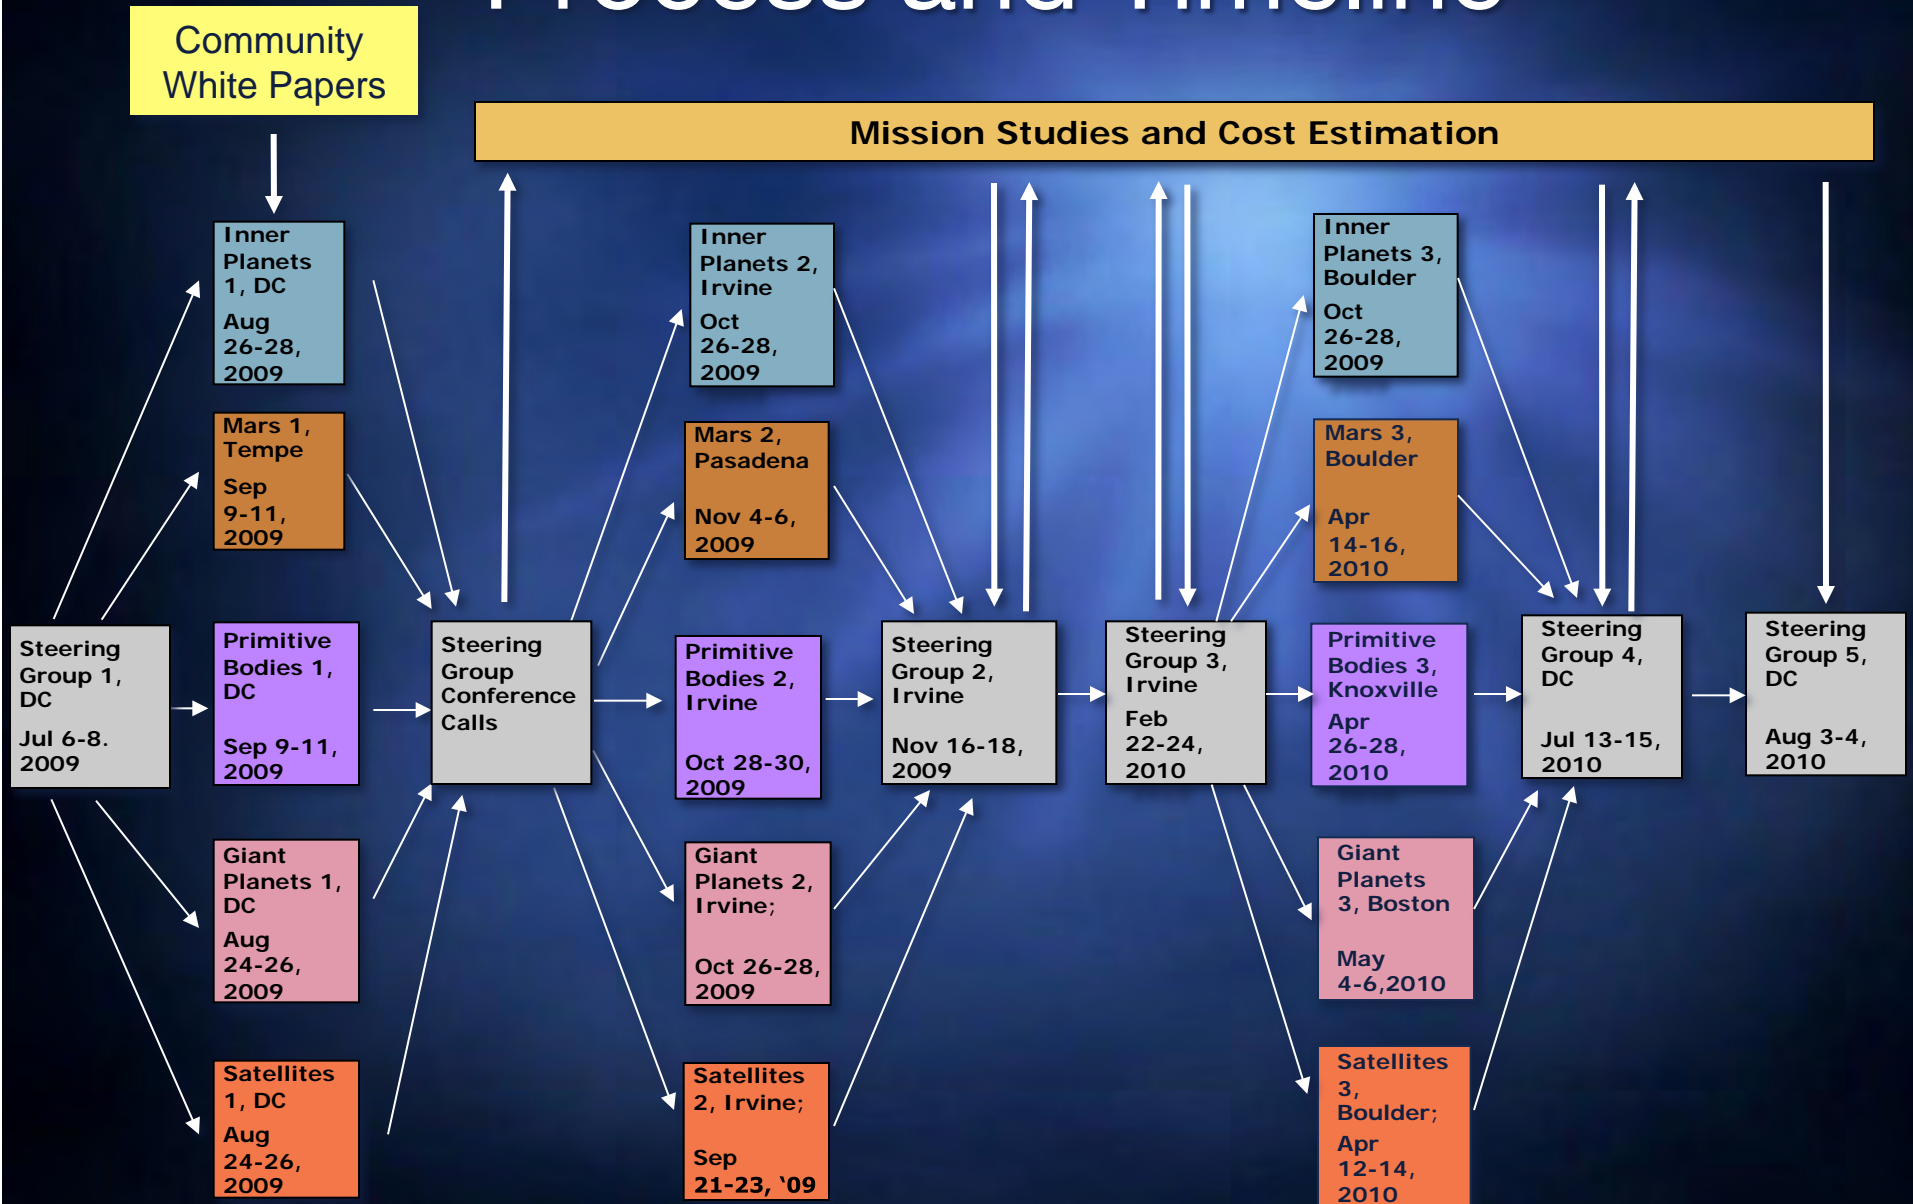 Process and Timeline
Community
White Papers
Mission Studies and Cost Estimation
Inner
Planets
1, DC
Aug
26-28,
2009
Mars 1,
Tempe
Sep
9-11,
2009
Steering
Group 1,
DC
Jul 6-8.
2009
Primitive
Bodies 1,
DC
Sep 9-11,
2009
Giant
Planets 1,
DC
Aug
24-26,
2009
Satellites
1, DC
Aug
24-26,
2009
Steering
Group
Conference
Calls
Inner
Planets 2,
Irvine
Oct
26-28,
2009
Mars 2,
Pasadena
Nov 4-6,
2009
Primitive
Bodies 2,
Irvine
Oct 28-30,
2009
Giant
Planets 2,
Irvine;
Oct 26-28,
2009
Satellites
2, Irvine;
Sep
21-23, ‘09
Steering
Group 2,
Irvine
Nov 16-18,
2009
Steering
Group 3,
Irvine
Feb
22-24,
2010
Inner
Planets 3,
Boulder
Oct
26-28,
2009
Mars 3,
Boulder
Apr
14-16,
2010
Primitive
Bodies 3,
Knoxville
Apr
26-28,
2010
Giant
Planets
3, Boston
May
4-6,2010
Satellites
3,
Boulder;
Apr
12-14,
2010
Steering
Group 4,
DC
Jul 13-15,
2010
Steering
Group 5,
DC
Aug 3-4,
2010